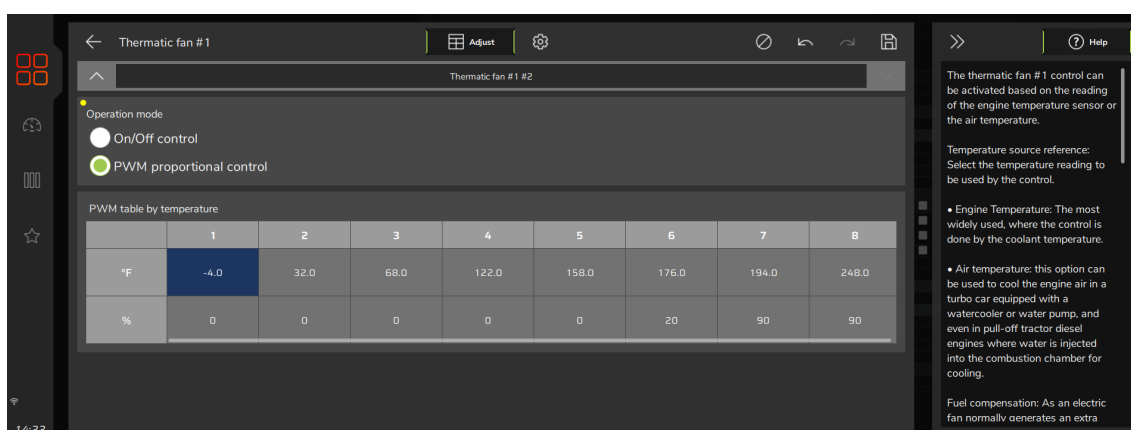 Thermatic fan #1
Adjust
Help
Thermatic fan #1 #2
Operation mode
On/Off control
PWM proportional control
PWM table by temperature
1 2 3 4 5 6 7 8
°F -4.0 32.0 68.0 122.0 158.0 176.0 194.0 248.0
% 0 0 0 0 0 20 90 90
The thermatic fan #1 control can
be activated based on the reading
of the engine temperature sensor or
the air temperature.
Temperature source reference:
Select the temperature reading to
be used by the control.
• Engine Temperature: The most
widely used, where the control is
done by the coolant temperature.
• Air temperature: this option can
be used to cool the engine air in a
turbo car equipped with a
watercooler or water pump, and
even in pull-off tractor diesel
engines where water is injected
into the combustion chamber for
cooling.
Fuel compensation: As an electric
fan normally generates an extra